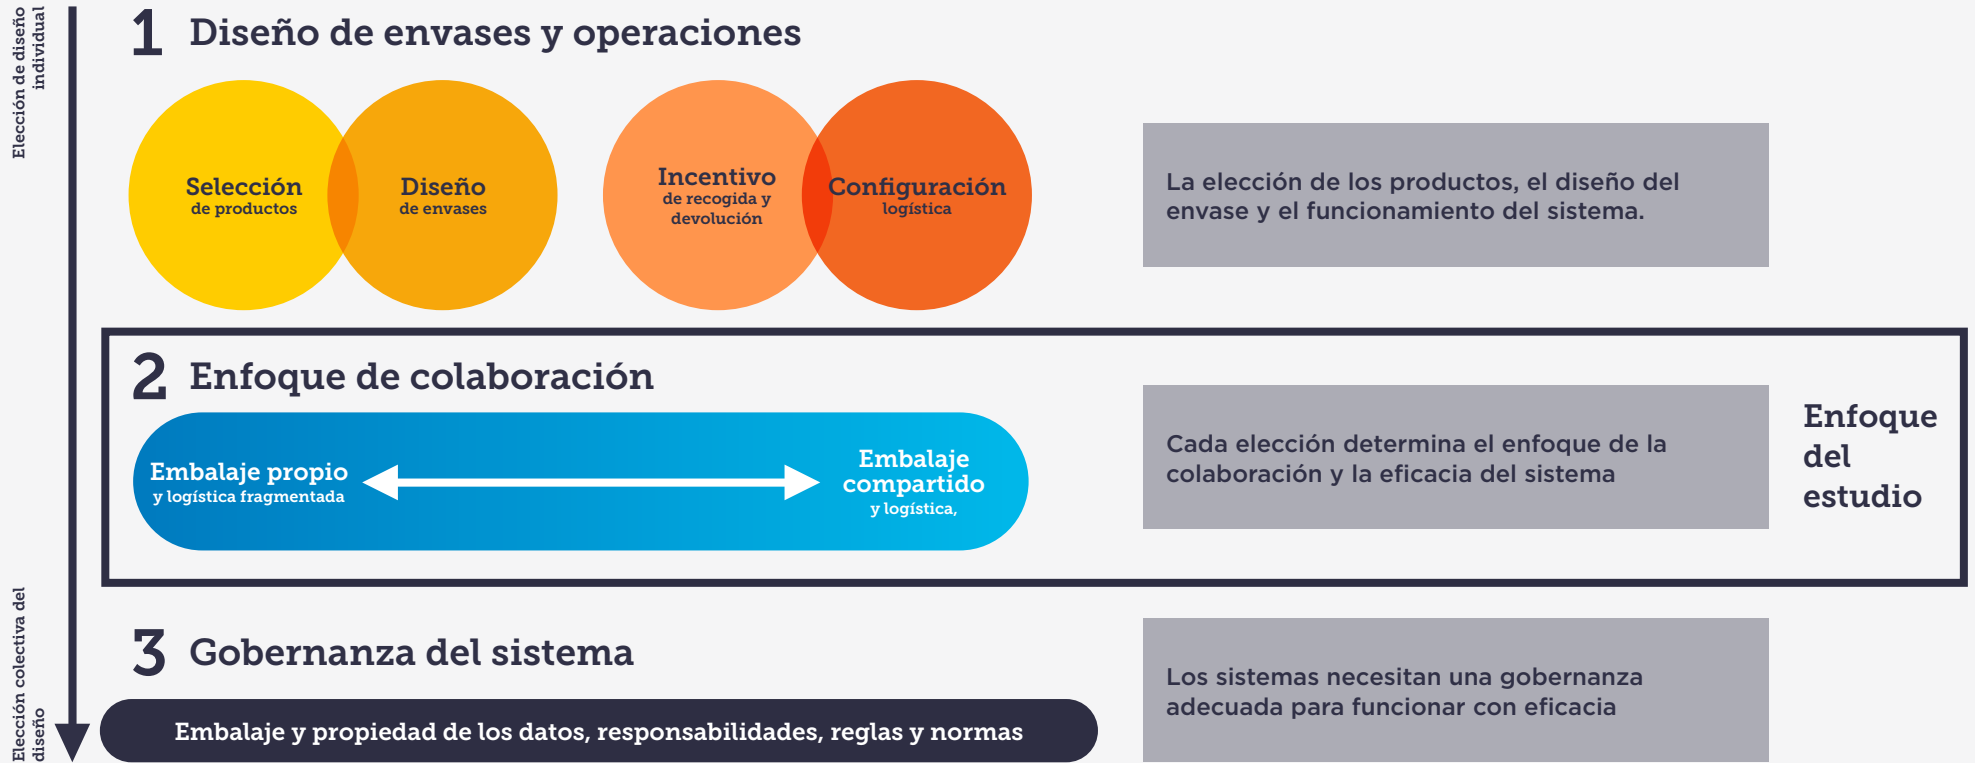 Elección de diseño
individual
1 Diseño de envases y operaciones
Selección
de productos
Diseño
de envases
Incentivo
de recogida y
devolución
Configuración
logística
La elección de los productos, el diseño del
envase y el funcionamiento del sistema.
2 Enfoque de colaboración
Embalaje propio
y logística fragmentada
Embalaje
compartido
y logística,
Cada elección determina el enfoque de la
colaboración y la eficacia del sistema
Enfoque
del
estudio
Elección colectiva del
diseño
3 Gobernanza del sistema
Embalaje y propiedad de los datos, responsabilidades, reglas y normas
Los sistemas necesitan una gobernanza
adecuada para funcionar con eficacia